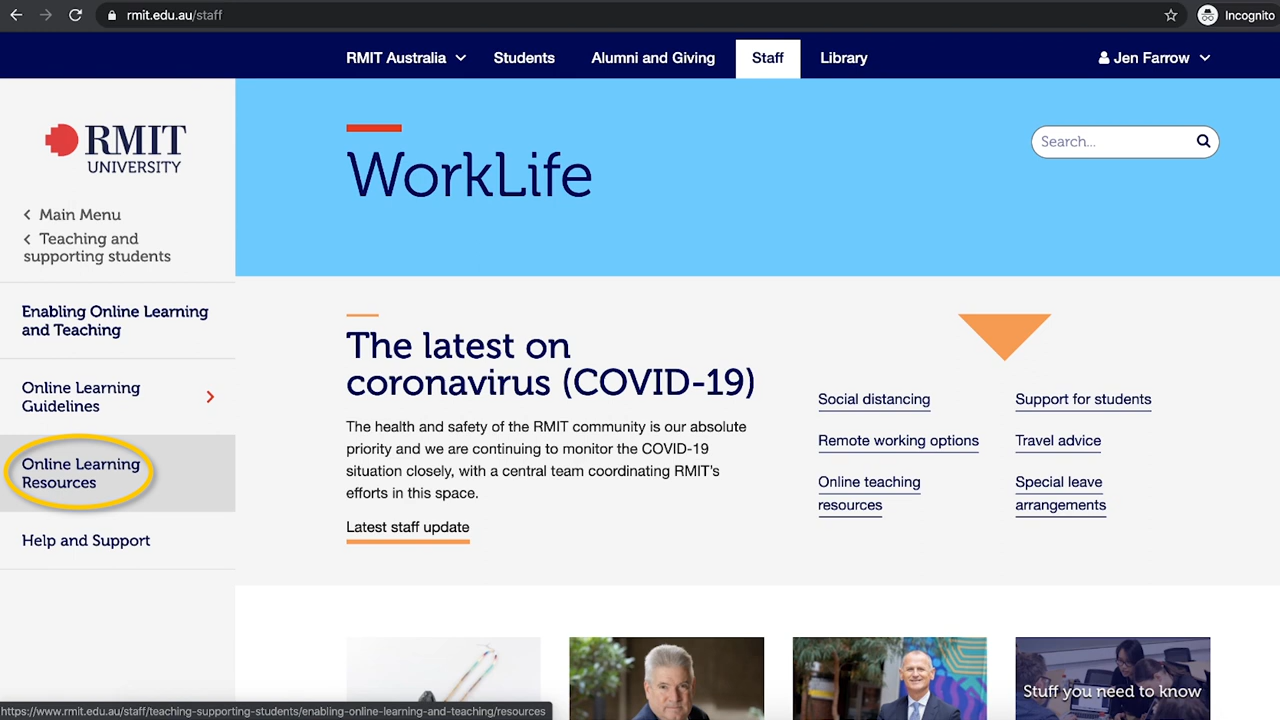 rmit.edu.au/staff
Incognito
RMIT Australia
Students
Alumni and Giving
Staff
Library
Jen Farrow
RMIT
UNIVERSITY
Main Menu
Teaching and
supporting students
Enabling Online Learning
and Teaching
Online Learning
Guidelines
Online Learning
Resources
Help and Support
WorkLife
Search...
The latest on
coronavirus (COVID-19)
The health and safety of the RMIT community is our absolute
priority and we are continuing to monitor the COVID-19
situation closely, with a central team coordinating RMIT's
efforts in this space.
Latest staff update
Social distancing
Remote working options
Online teaching
resources
Support for students
Travel advice
Special leave
arrangements
Stuff you need to know
https://www.rmit.edu.au/staff/teaching-supporting-students/enabling-online-learning-and-teaching/resources